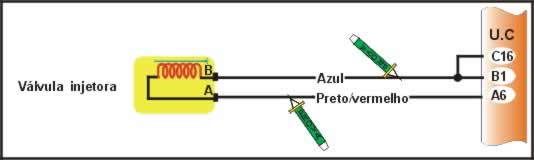 U.C
C16
Válvula injetora
B
Azul
B1
A
Preto/vermelho
A6